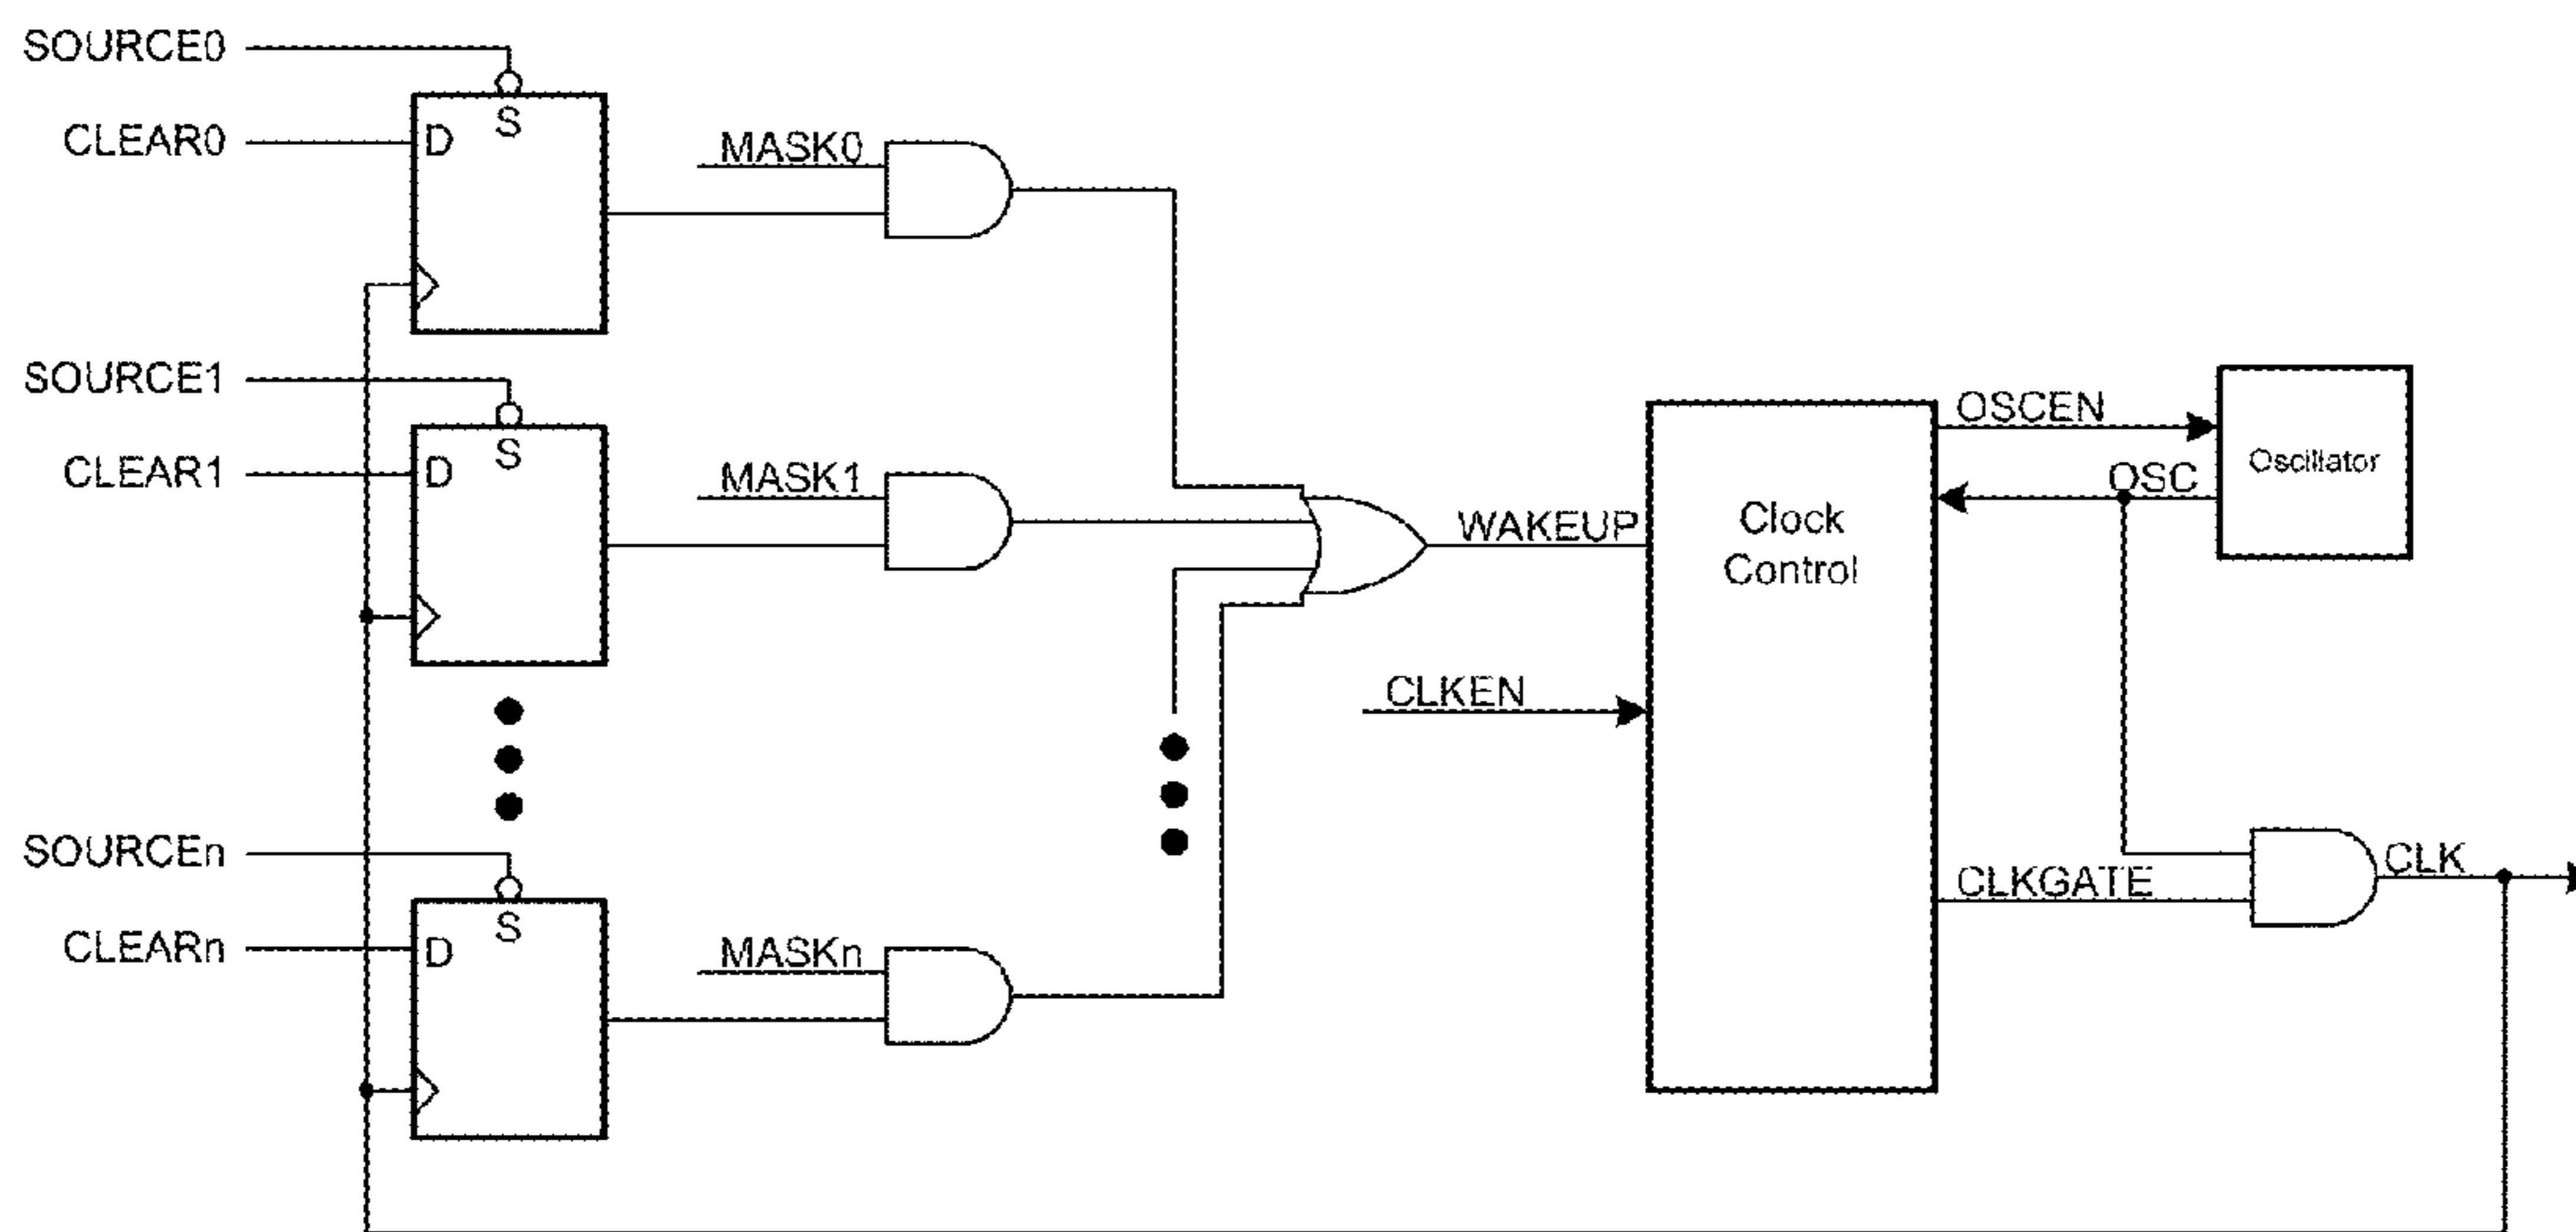 SOURCE0
S
CLEAR0
D
MASK0
SOURCE1
S
CLEAR1
D
MASK1
WAKEUP
CLKEN
Clock
Control
OSCEN
OSC
Oscillator
SOURCEn
S
CLEARn
D
MASKn
CLKGATE
CLK